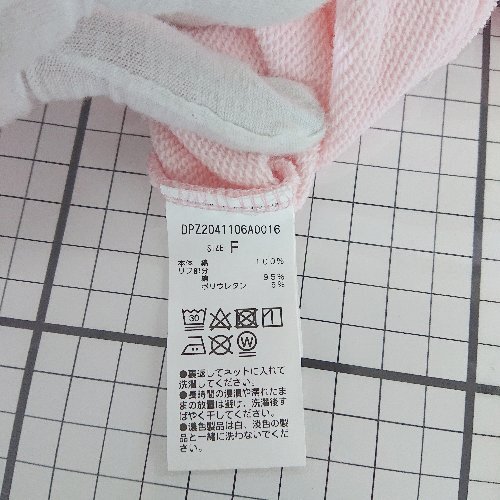 DPZ2041106A0016
SIZE F
本体 綿 100%
リブ部分
綿 95%
ポリウレタン 5%
30
W
●裏返してネットに入れて
洗濯してください。
●長時間の浸漬や濡れたま
まの放置は避け、洗濯後す
ばやく干してください。
●濃色製品は白、淡色の製
品と一緒に洗わないでくだ
さい。